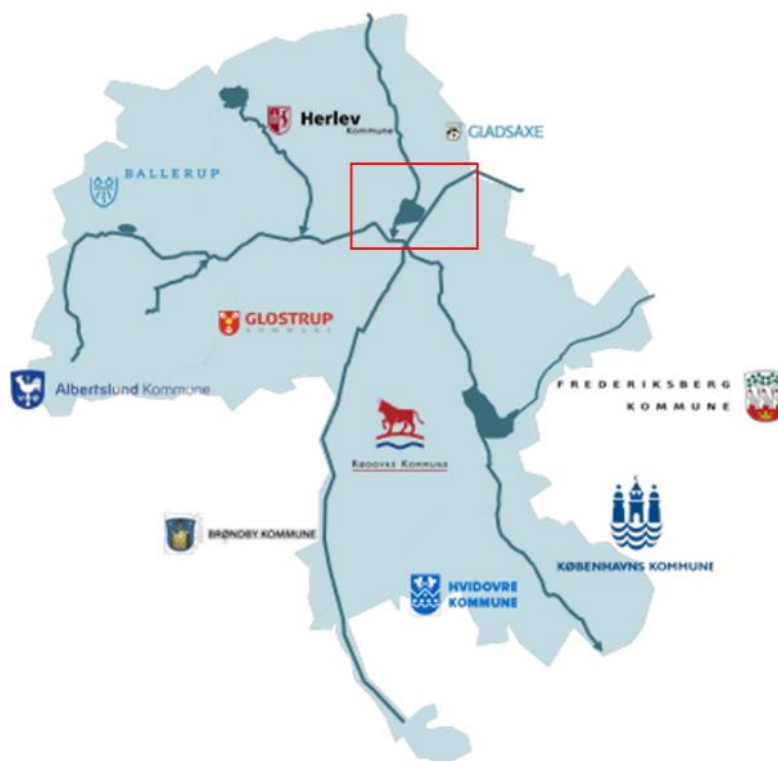 Herlev
Kommune
GLADSAXE
BALLERUP
GLOSTRUP
KOMMUNE
Albertslund Kommune
FREDERIKSBERG
KOMMUNE
RØDOVRE KOMMUNE
BRØNDBY KOMMUNE
KØBENHAVNS KOMMUNE
HVIDOVRE
KOMMUNE